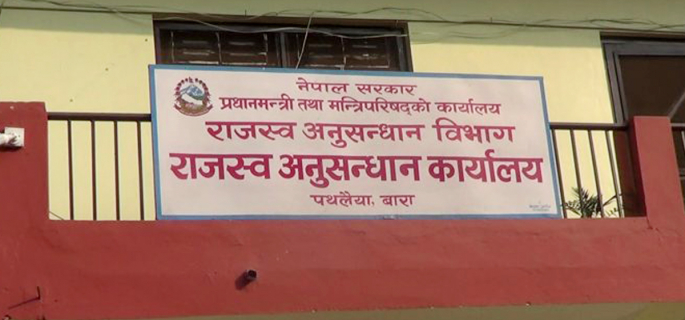 नेपाल सरकार
प्रधानमन्त्री तथा मन्त्रिपरिषद्को कार्यालय
राजस्व अनुसन्धान विभाग
राजस्व अनुसन्धान कार्यालय
पथलैया, बारा